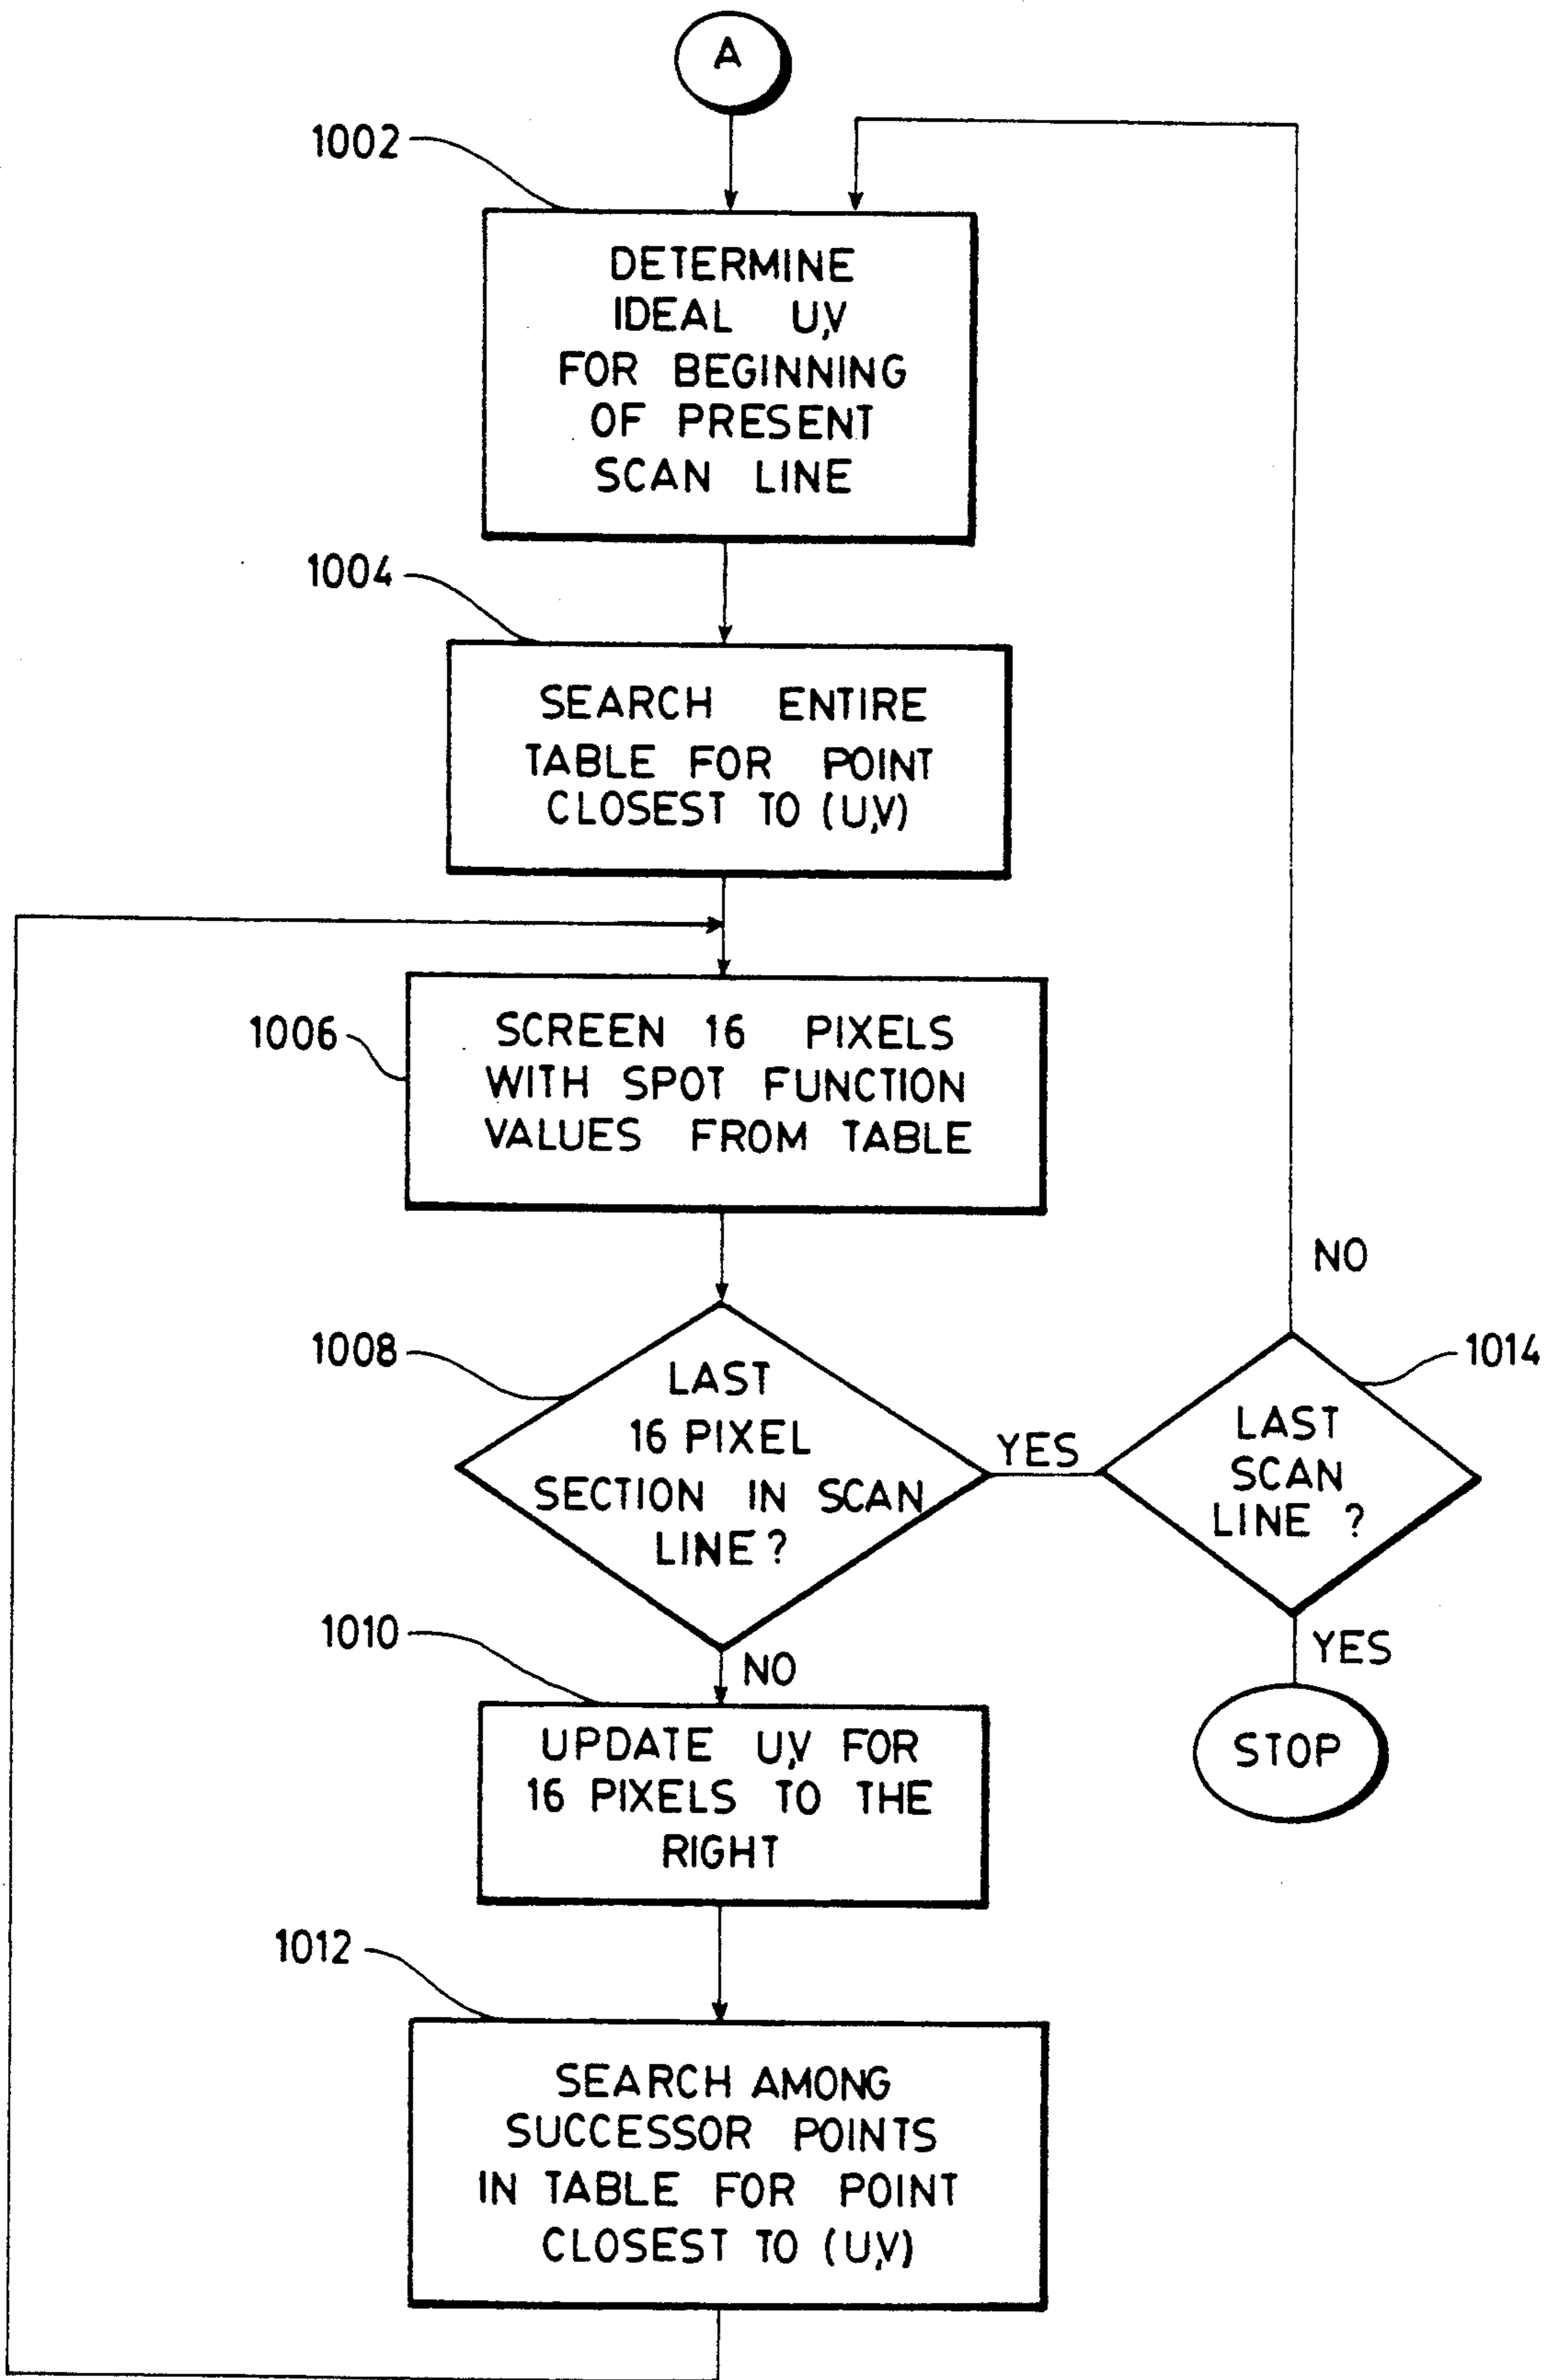 A
1002
DETERMINE
IDEAL U,V
FOR BEGINNING
OF PRESENT
SCAN LINE
1004
SEARCH ENTIRE
TABLE FOR POINT
CLOSEST TO (U,V)
1006
SCREEN 16 PIXELS
WITH SPOT FUNCTION
VALUES FROM TABLE
NO
1008
LAST
16 PIXEL
SECTION IN SCAN
LINE?
YES
1014
LAST
SCAN
LINE ?
1010
NO
YES
UPDATE U,V FOR
16 PIXELS TO THE
RIGHT
STOP
1012
SEARCH AMONG
SUCCESSOR POINTS
IN TABLE FOR POINT
CLOSEST TO (U,V)